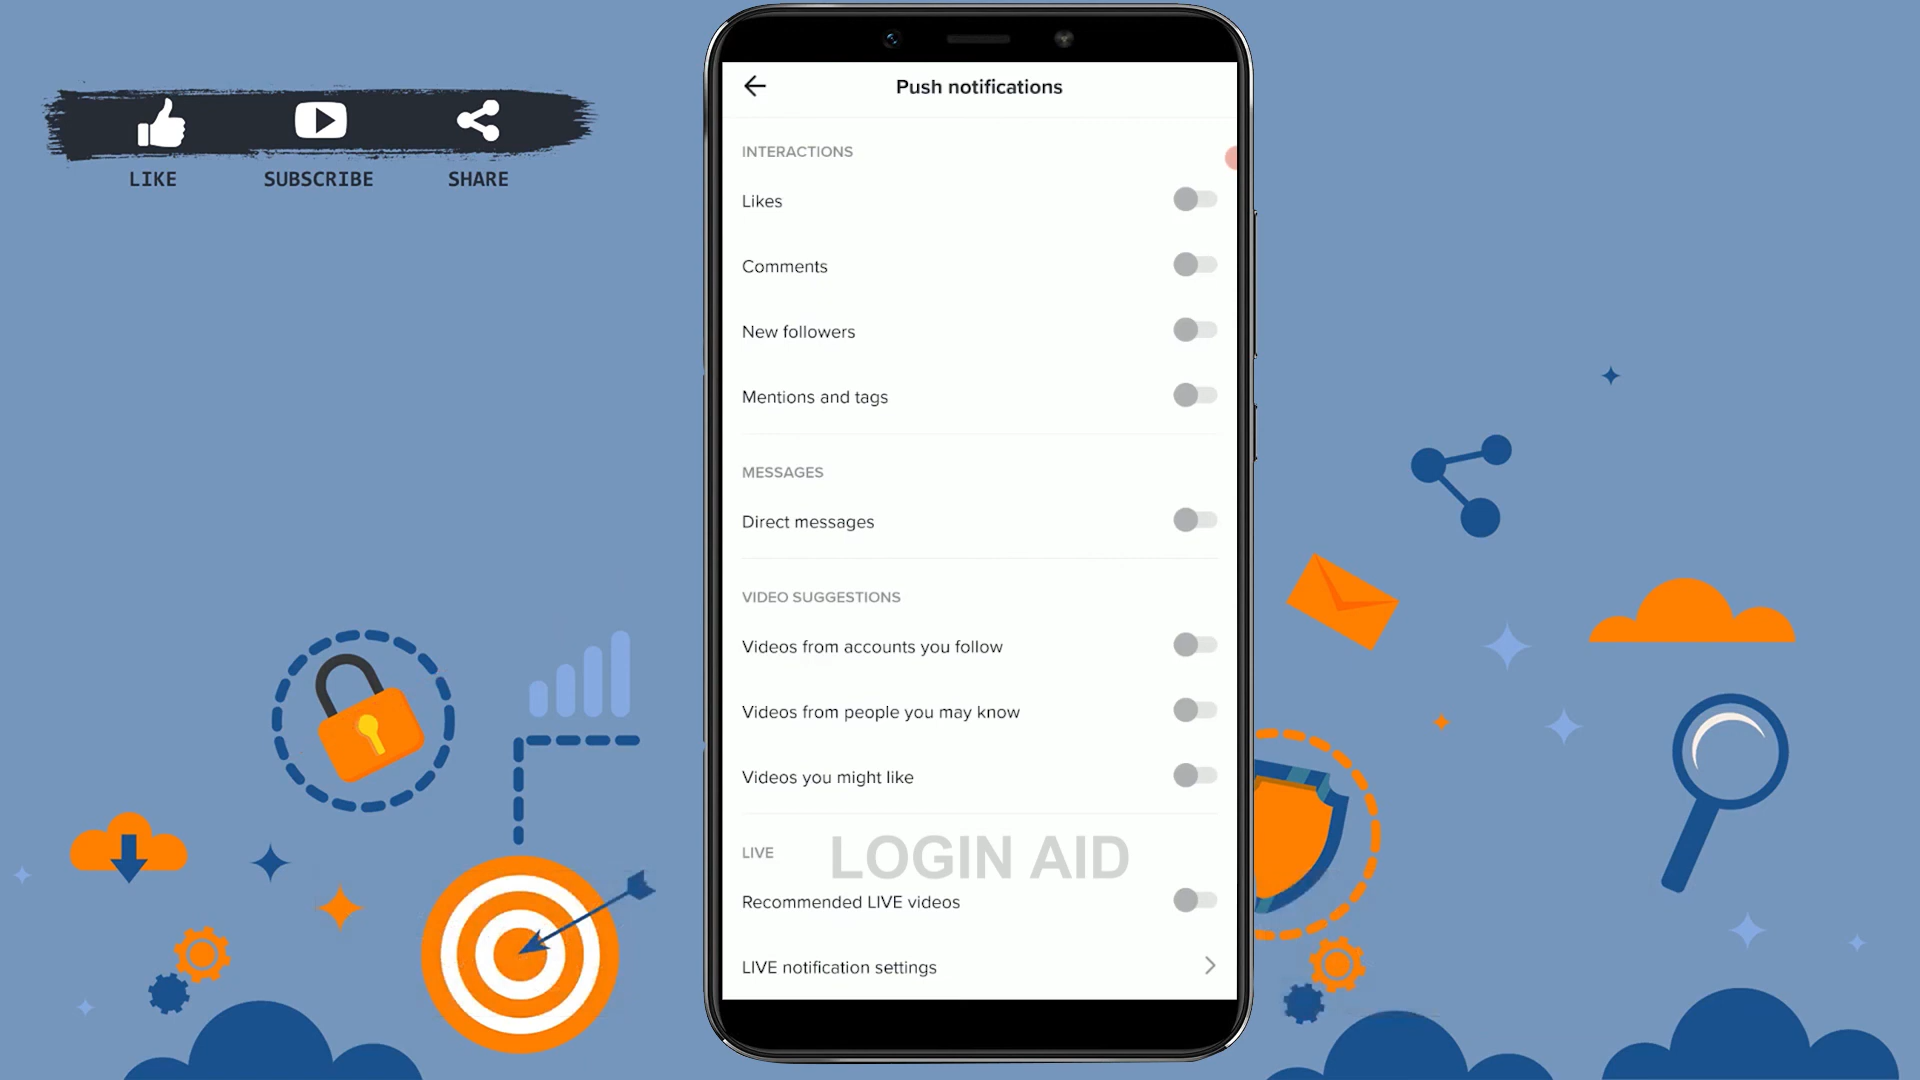 LIKE SUBSCRIBE SHARE
Push notifications
INTERACTIONS
Likes
Comments
New followers
Mentions and tags
MESSAGES
Direct messages
VIDEO SUGGESTIONS
Videos from accounts you follow
Videos from people you may know
Videos you might like
LIVE
LOGIN AID
Recommended LIVE videos
LIVE notification settings